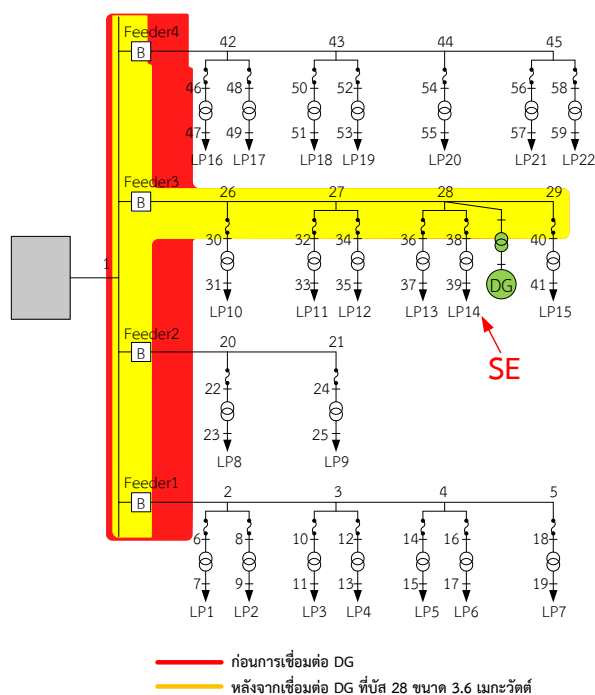 Feeder4
B
42 43 44 45
46 48 50 52 54 56 58
47 49 51 53 55 57 59
LP16 LP17 LP18 LP19 LP20 LP21 LP22
Feeder3
B
26 27 28 29
30 32 34 36 38 40
31 33 35 37 39 DG 41
LP10 LP11 LP12 LP13 LP14 LP15
1
SE
Feeder2
B
20 21
22 24
23 25
LP8 LP9
Feeder1
B
2 3 4 5
6 8 10 12 14 16 18
7 9 11 13 15 17 19
LP1 LP2 LP3 LP4 LP5 LP6 LP7
ก่อนการเชื่อมต่อ DG
หลังจากเชื่อมต่อ DG ที่บัส 28 ขนาด 3.6 เมกะวัตต์